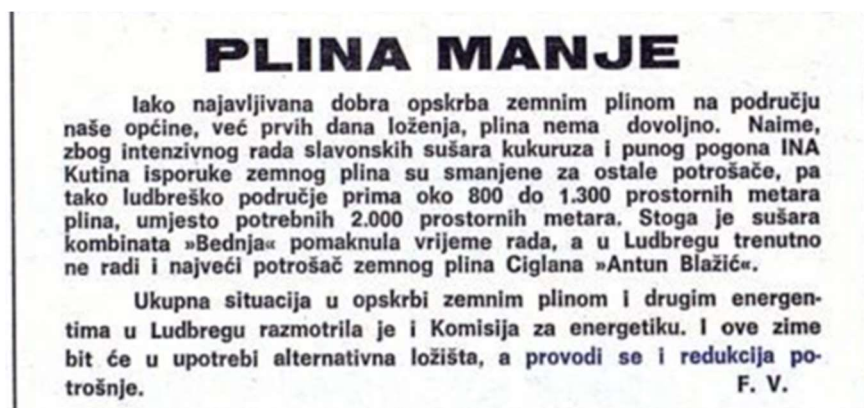 PLINA MANJE
Iako najavljivana dobra opskrba zemnim plinom na području
naše općine, već prvih dana loženja, plina nema dovoljno. Naime,
zbog intenzivnog rada slavonskih sušara kukuruza i punog pogona INA
Kutina isporuke zemnog plina su smanjene za ostale potrošače, pa
tako ludbreško područje prima oko 800 do 1.300 prostornih metara
plina, umjesto potrebnih 2.000 prostornih metara. Stoga je sušara
kombinata »Bednja« pomaknula vrijeme rada, a u Ludbregu trenutno
ne radi i najveći potrošač zemnog plina Ciglana »Antun Blažić«.
Ukupna situacija u opskrbi zemnim plinom i drugim energen-
tima u Ludbregu razmotrila je i Komisija za energetiku. I ove zime
bit će u upotrebi alternativna ložišta, a provodi se i redukcija po-
trošnje. F. V.